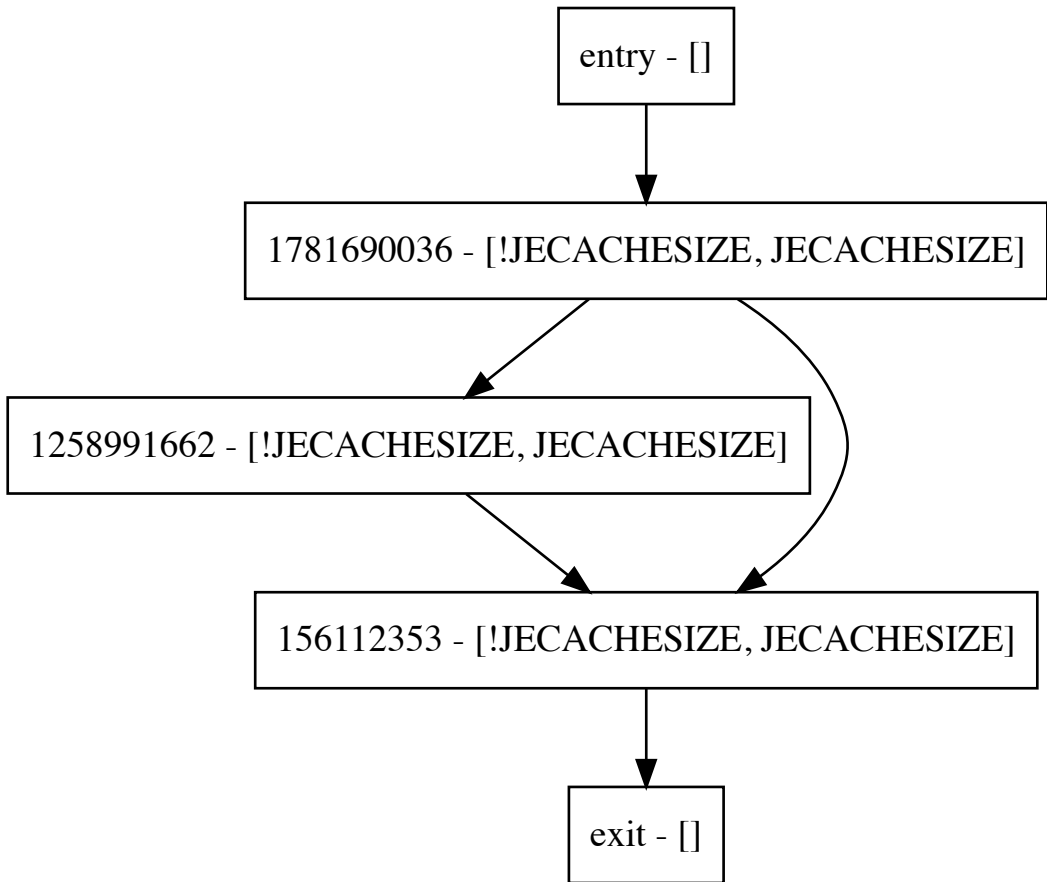 entry - []
1781690036 - [!JECACHESIZE, JECACHESIZE]
1258991662 - [!JECACHESIZE, JECACHESIZE]
156112353 - [!JECACHESIZE, JECACHESIZE]
exit - []